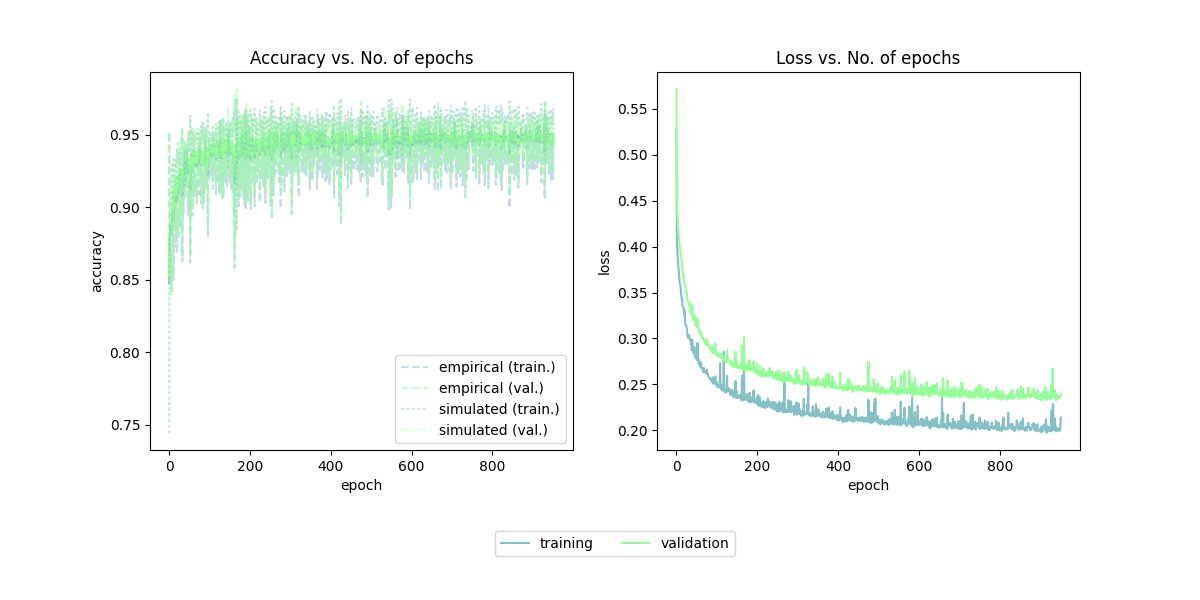 Accuracy vs. No. of epochs
accuracy
0.95
0.90
0.85
0.80
0.75
0
200
400
600
800
epoch
empirical (train.)
empirical (val.)
simulated (train.)
simulated (val.)
Loss vs. No. of epochs
loss
0.55
0.50
0.45
0.40
0.35
0.30
0.25
0.20
0
200
400
600
800
epoch
training
validation